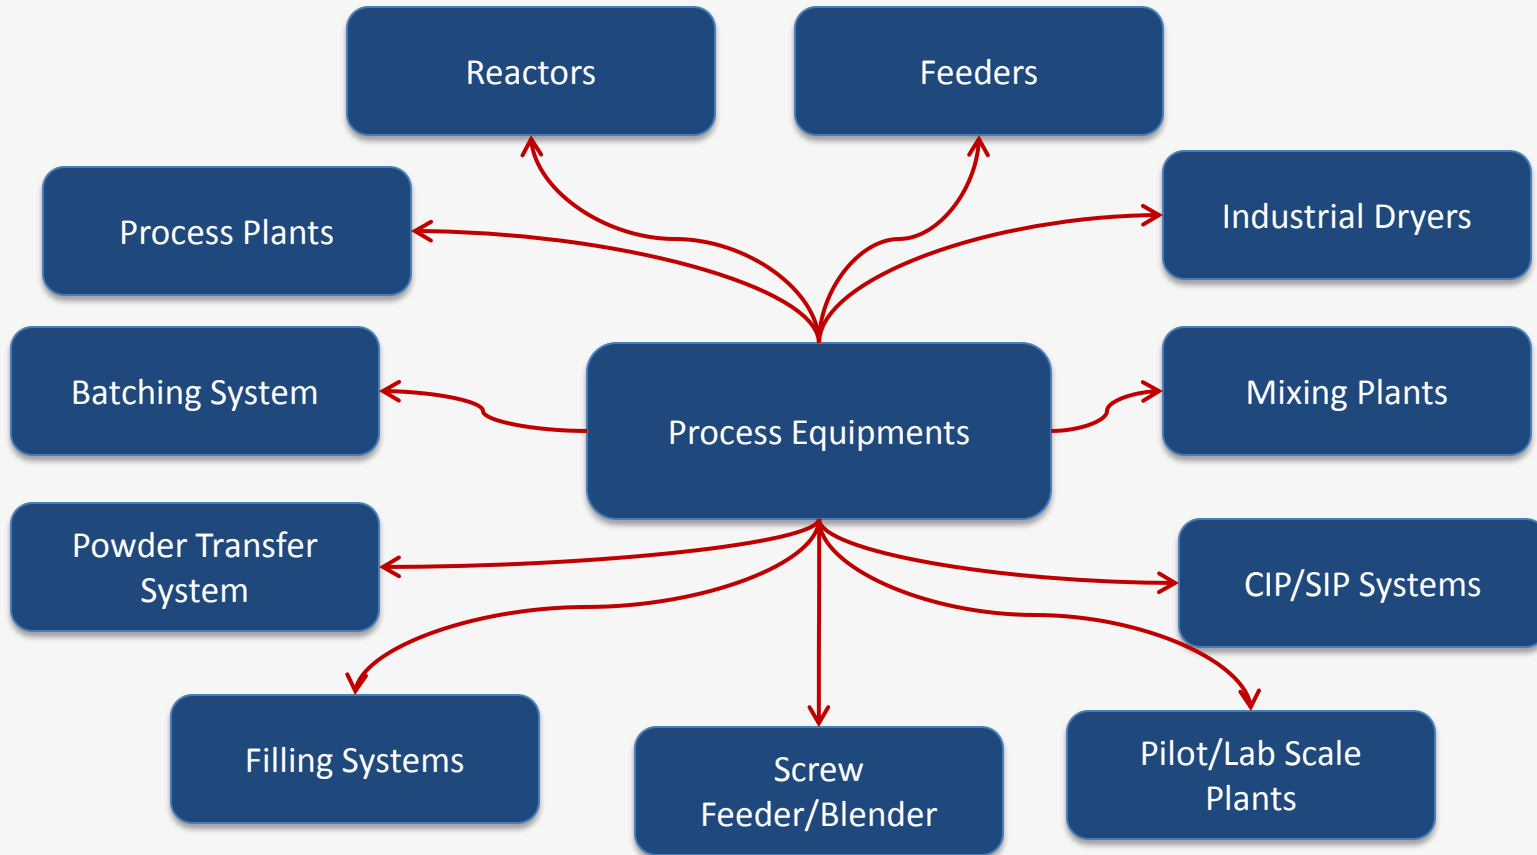 Reactors
Feeders
Process Plants
Industrial Dryers
Batching System
Process Equipments
Mixing Plants
Powder Transfer
System
CIP/SIP Systems
Filling Systems
Screw
Feeder/Blender
Pilot/Lab Scale
Plants